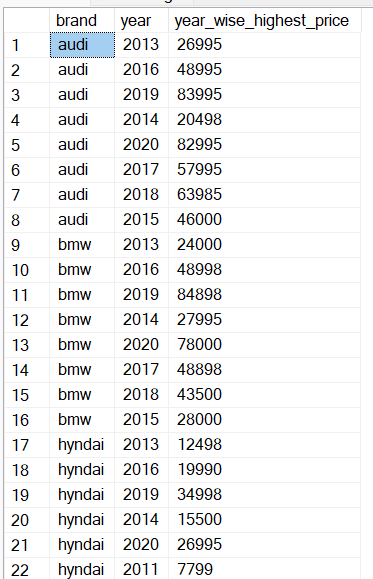 brand year year_wise_highest_price
1 audi 2013 26995
2 audi 2016 48995
3 audi 2019 83995
4 audi 2014 20498
5 audi 2020 82995
6 audi 2017 57995
7 audi 2018 63985
8 audi 2015 46000
9 bmw 2013 24000
10 bmw 2016 48998
11 bmw 2019 84898
12 bmw 2014 27995
13 bmw 2020 78000
14 bmw 2017 48898
15 bmw 2018 43500
16 bmw 2015 28000
17 hyndai 2013 12498
18 hyndai 2016 19990
19 hyndai 2019 34998
20 hyndai 2014 15500
21 hyndai 2020 26995
22 hyndai 2011 7799